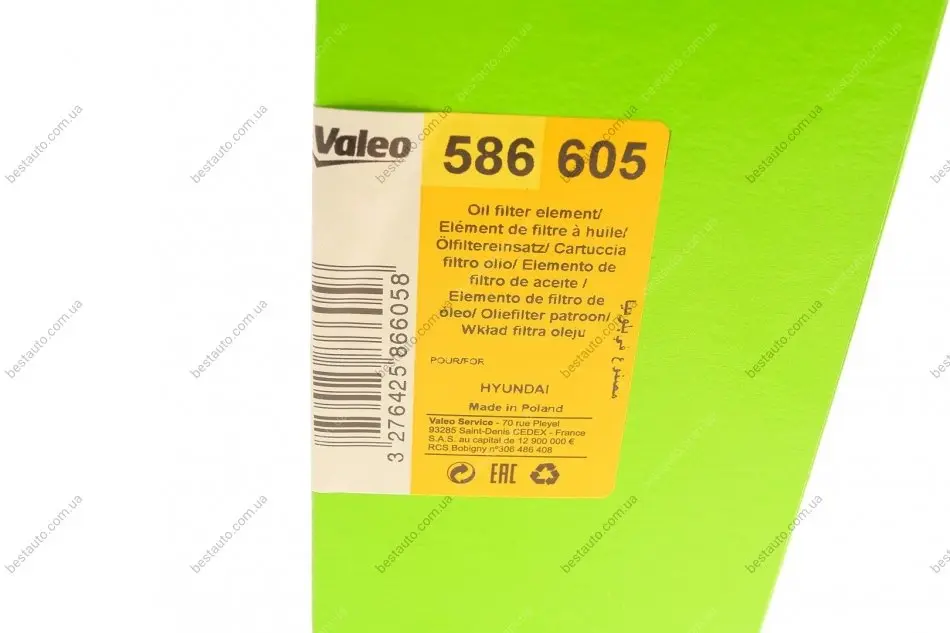 Valeo
586 605
Oil filter element/
Elément de filtre à huile/
Ölfiltereinsatz/ Cartuccia
filtro olio/ Elemento de
filtro de aceite /
Elemento de filtro de
óleo/ Oliefilter patroon/
Wkład filtra oleju
POUR/FOR
HYUNDAI
Made in Poland
Valeo Service - 70 rue Pleyel
93285 Saint-Denis CEDEX - France
S.A.S. au capital de 12 900 000 €
RCS Bobigny n°306 486 408
EAC
مصنوع في بلونيا
3 276425 866058
bestauto.com.ua